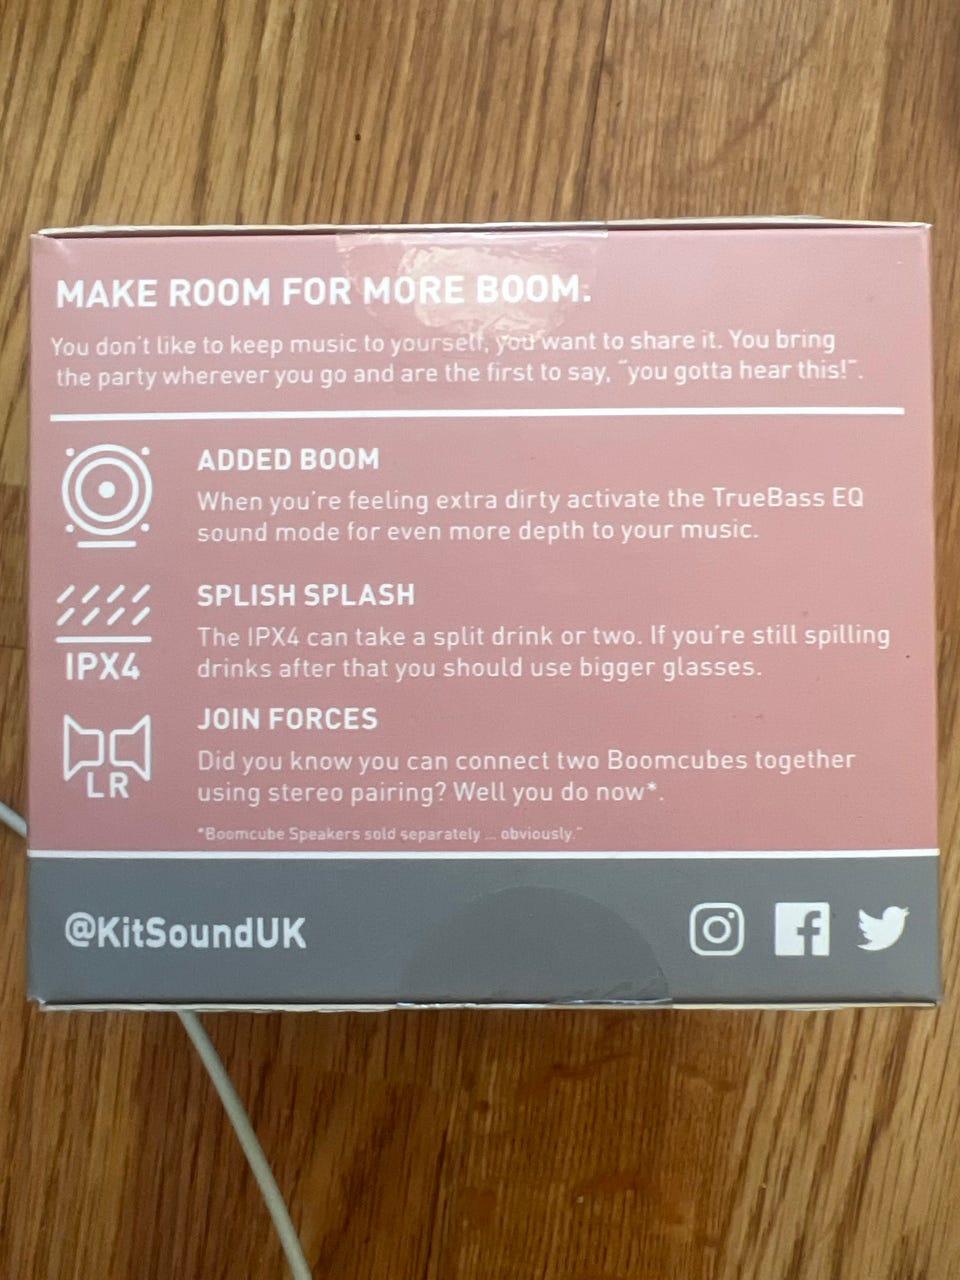 MAKE ROOM FOR MORE BOOM.
You don't like to keep music to yourself, you want to share it. You bring
the party wherever you go and are the first to say, "you gotta hear this!".
ADDED BOOM
When you're feeling extra dirty activate the TrueBass EQ
sound mode for even more depth to your music.
SPLISH SPLASH
The IPX4 can take a split drink or two. If you're still spilling
drinks after that you should use bigger glasses.
IPX4
JOIN FORCES
Did you know you can connect two Boomcubes together
using stereo pairing? Well you do now*.
LR
*Boomcube Speakers sold separately ... obviously."
@KitSoundUK